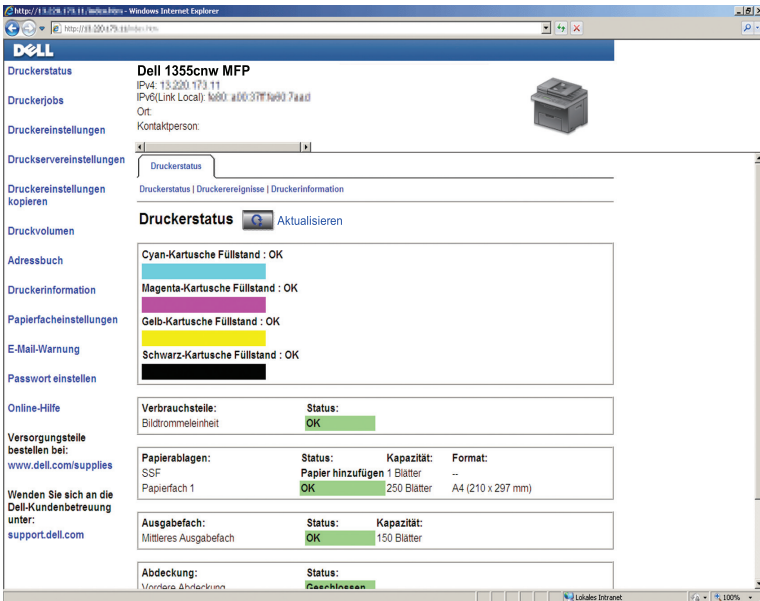 http:// - Windows Internet Explorer
http://
DELL
Druckerstatus
Druckerjobs
Druckereinstellungen
Druckservereinstellungen
Druckereinstellungen
kopieren
Druckvolumen
Adressbuch
Druckerinformation
Papierfacheinstellungen
E-Mail-Warnung
Passwort einstellen
Online-Hilfe
Versorgungsteile
bestellen bei:
www.dell.com/supplies
Wenden Sie sich an die
Dell-Kundenbetreuung
unter:
support.dell.com
Dell 1355cnw MFP
IPv4:
IPv6(Link Local):
Ort:
Kontaktperson:
Druckerstatus
Druckerstatus | Druckerereignisse | Druckerinformation
Druckerstatus Aktualisieren
Cyan-Kartusche Füllstand : OK
Magenta-Kartusche Füllstand : OK
Gelb-Kartusche Füllstand : OK
Schwarz-Kartusche Füllstand : OK
Verbrauchsteile: Status:
Bildtrommeleinheit OK
Papierablagen: Status: Kapazität: Format:
SSF Papier hinzufügen 1 Blätter --
Papierfach 1 OK 250 Blätter A4 (210 x 297 mm)
Ausgabefach: Status: Kapazität:
Mittleres Ausgabefach OK 150 Blätter
Abdeckung: Status:
Vordere Abdeckung Geschlossen
Lokales Intranet 100%